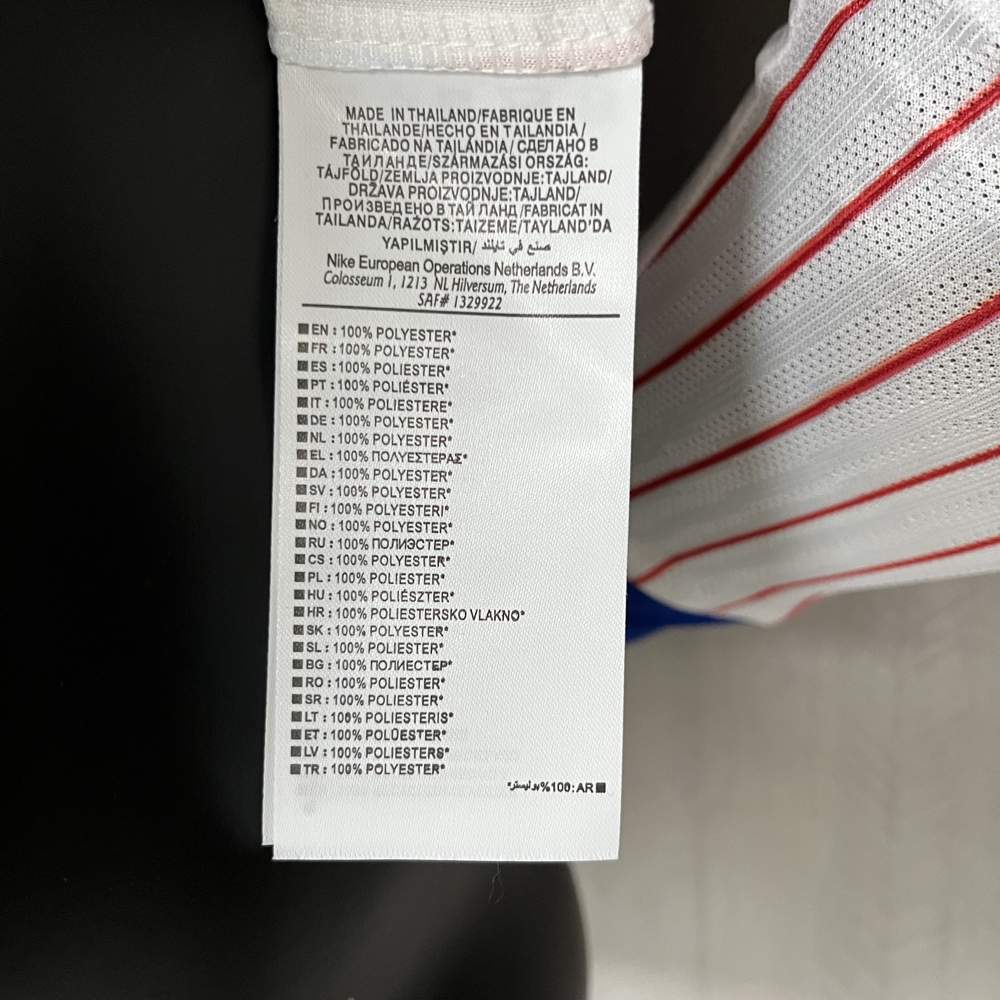 MADE IN THAILAND/FABRIQUE EN
THAILANDE/HECHO EN TAILANDIA/
FABRICADO NA TAILÂNDIA/ СДЕЛАНО В
ТАИЛАНДЕ/SZÁRMAZÁSI ORSZÁG:
TÁJFÖLD/ZEMLJA PROIZVODNJE:TAJLAND/
DRŽAVA PROIZVODNJE:TAJLAND/
ПРОИЗВЕДЕНО В ТАЙЛАНД /FABRICAT IN
TAILANDA/RAŽOTS:TAIZEME/TAYLAND'DA
YAPILMIŞTIR/ صنع في تايلند
Nike European Operations Netherlands B.V.
Colosseum 1, 1213 NL Hilversum, The Netherlands
SAF# 1329922
EN : 100% POLYESTER*
FR : 100% POLYESTER*
ES : 100% POLIESTER*
PT : 100% POLIÉSTER*
IT : 100% POLIESTERE*
DE : 100% POLYESTER*
NL : 100% POLYESTER*
EL : 100% ΠΟΛΥΕΣΤΕΡΑΣ*
DA : 100% POLYESTER*
SV : 100% POLYESTER*
FI : 100% POLYESTERI*
NO : 100% POLYESTER*
RU : 100% ПОЛИЭСТЕР*
CS : 100% POLYESTER*
PL : 100% POLIESTER*
HU : 100% POLIÉSZTER*
HR : 100% POLIESTERSKO VLAKNO*
SK : 100% POLYESTER*
SL : 100% POLIESTER*
BG : 100% ПОЛИЕСТЕР*
RO : 100% POLIESTER*
SR : 100% POLIESTER*
LT : 100% POLIESTERIS*
ET : 100% POLÜESTER*
LV : 100% POLIESTERS*
TR : 100% POLYESTER*
AR :100% بوليستر*